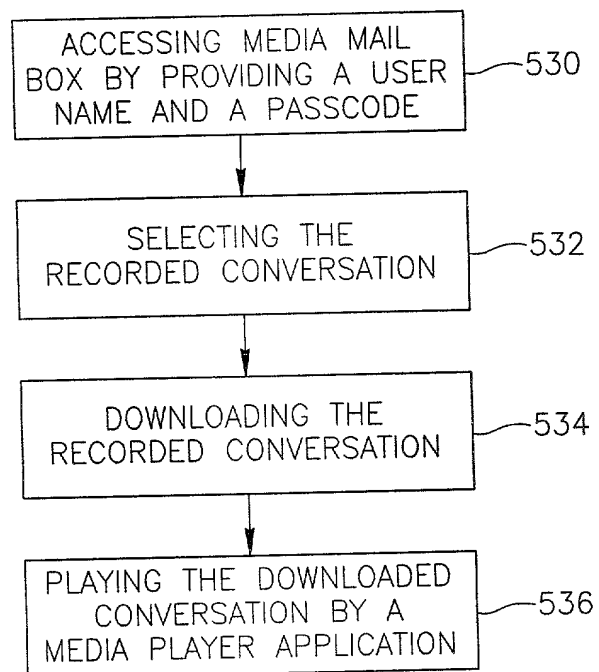 ACCESSING MEDIA MAIL
BOX BY PROVIDING A USER
NAME AND A PASSCODE
530
SELECTING THE
RECORDED CONVERSATION
532
DOWNLOADING THE
RECORDED CONVERSATION
534
PLAYING THE DOWNLOADED
CONVERSATION BY A
MEDIA PLAYER APPLICATION
536